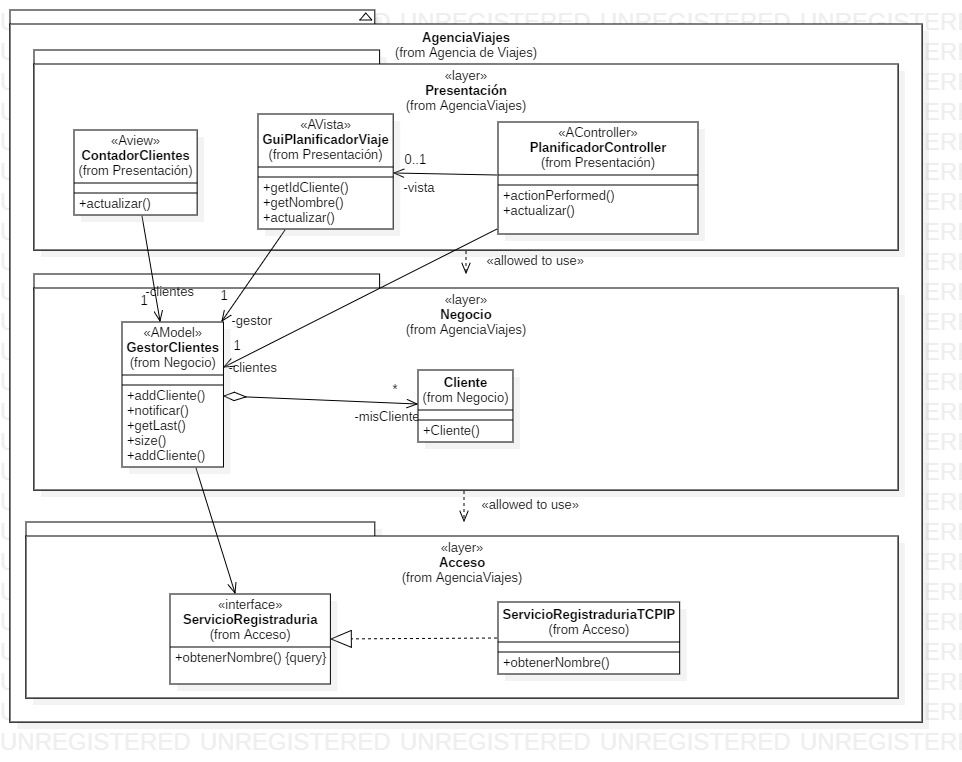 AgenciaViajes
(from Agencia de Viajes)
«layer»
Presentación
(from AgenciaViajes)
«Aview»
ContadorClientes
(from Presentación)
+actualizar()
«AVista»
GuiPlanificadorViaje
(from Presentación)
+getIdCliente()
+getNombre()
+actualizar()
0..1
-vista
«AController»
PlanificadorController
(from Presentación)
+actionPerformed()
+actualizar()
«allowed to use»
«layer»
Negocio
(from AgenciaViajes)
1
-clientes
1
-gestor
1
-clientes
«AModel»
GestorClientes
(from Negocio)
+addCliente()
+notificar()
+getLast()
+size()
+addCliente()
*
-misCliente
Cliente
(from Negocio)
+Cliente()
«allowed to use»
«layer»
Acceso
(from AgenciaViajes)
«interface»
ServicioRegistraduria
(from Acceso)
+obtenerNombre() {query}
ServicioRegistraduriaTCPIP
(from Acceso)
+obtenerNombre()
UNREGISTERED UNREGISTERED UNREGISTERED UNREGISTERED UNREGISTERI